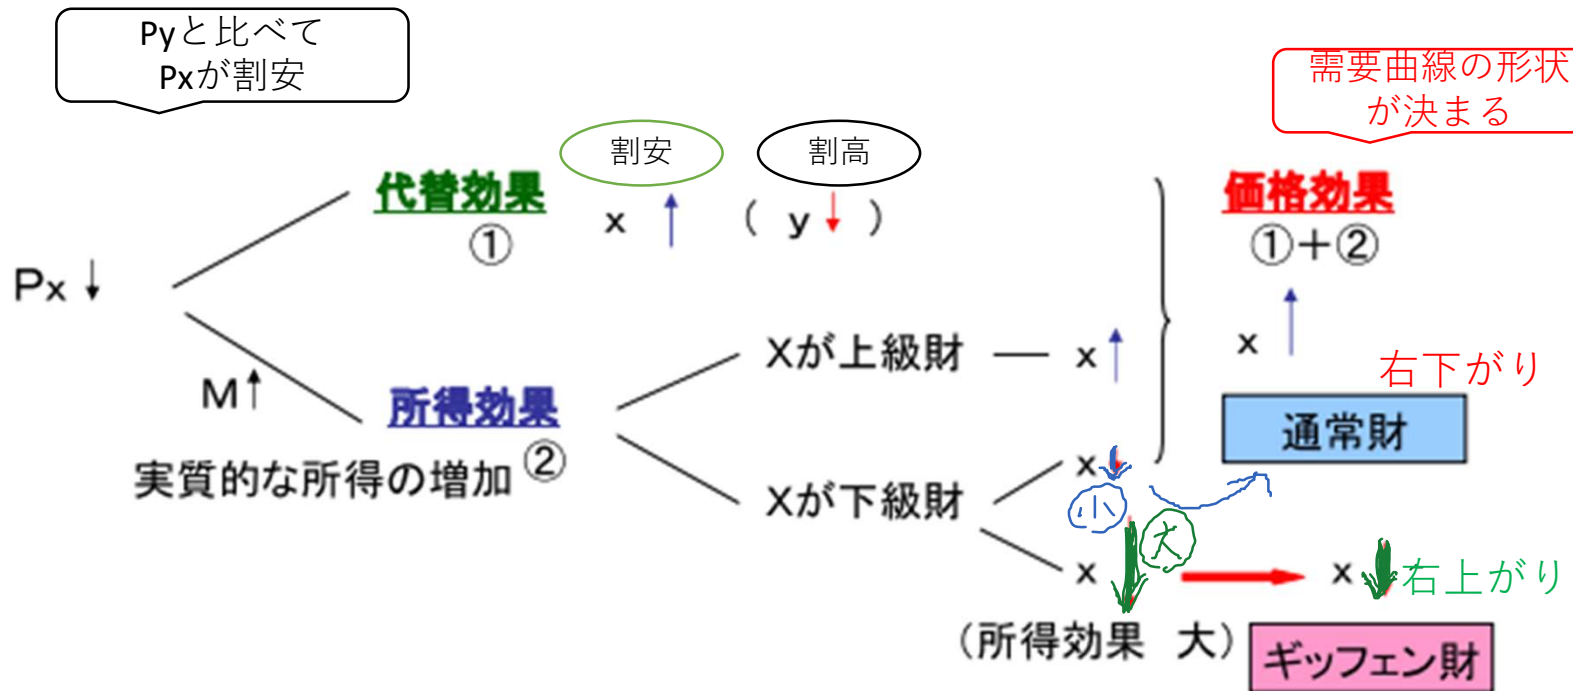 Pyと比べて
Pxが割安
需要曲線の形状
が決まる
割安
割高
代替効果
①
x ↑ ( y ↓ )
価格効果
①+②
Px ↓
x ↑
Xが上級財 ― x ↑
右下がり
M↑
所得効果
②
通常財
実質的な所得の増加
x ↓
小
Xが下級財
大
x ↓ → x ↓ 右上がり
(所得効果 大)
ギッフェン財